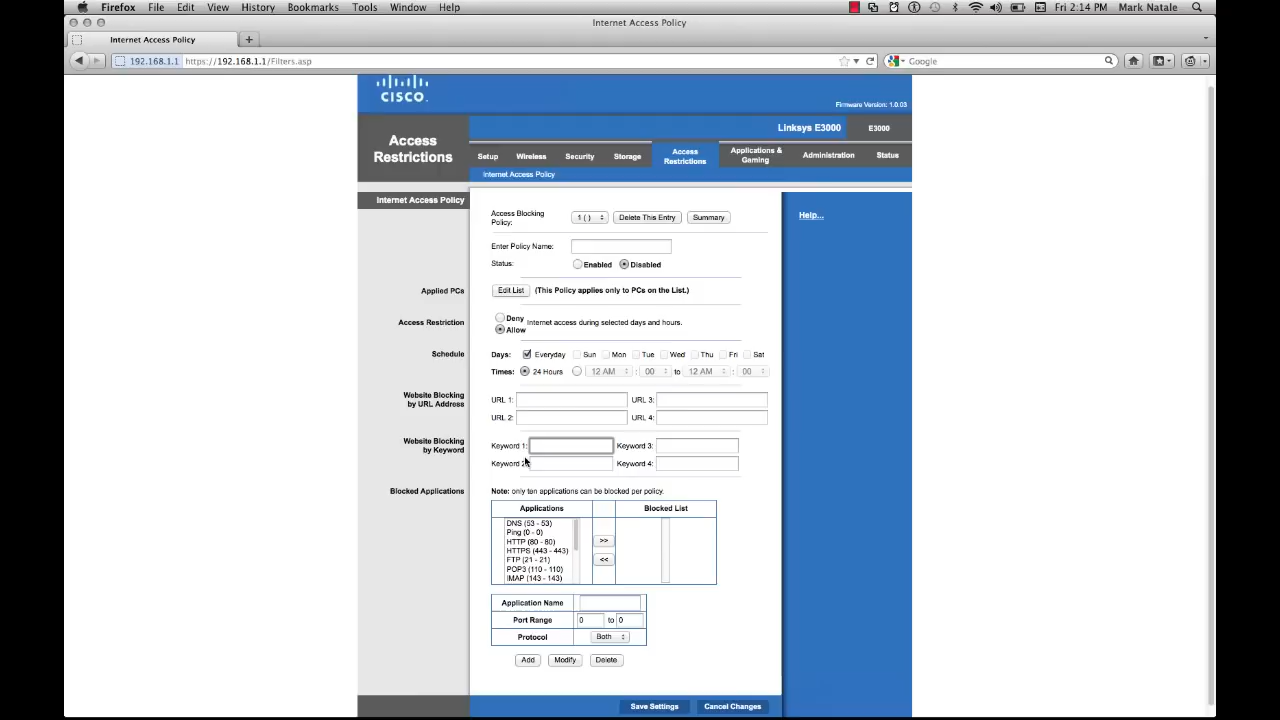 Firefox File Edit View History Bookmarks Tools Window Help Fri 2:14 PM Mark Natale
Internet Access Policy
Internet Access Policy
192.168.1.1 https://192.168.1.1/Filters.asp Google
CISCO
Firmware Version: 1.0.03
Linksys E3000 E3000
Access Restrictions
Setup Wireless Security Storage Access Restrictions Applications & Gaming Administration Status
Internet Access Policy
Internet Access Policy
Access Blocking Policy: 1 ( ) Delete This Entry Summary
Help...
Enter Policy Name:
Status: Enabled Disabled
Applied PCs Edit List (This Policy applies only to PCs on the List.)
Access Restriction Deny Allow Internet access during selected days and hours.
Schedule Days: Everyday Sun Mon Tue Wed Thu Fri Sat
Times: 24 Hours 12 AM : 00 to 12 AM : 00
Website Blocking by URL Address
URL 1: URL 3:
URL 2: URL 4:
Website Blocking by Keyword
Keyword 1: Keyword 3:
Keyword 2: Keyword 4:
Blocked Applications Note: only ten applications can be blocked per policy.
Applications Blocked List
DNS (53 - 53)
Ping (0 - 0)
HTTP (80 - 80)
HTTPS (443 - 443)
FTP (21 - 21)
POP3 (110 - 110)
IMAP (143 - 143)
>>
<<
Application Name
Port Range 0 to 0
Protocol Both
Add Modify Delete
Save Settings Cancel Changes